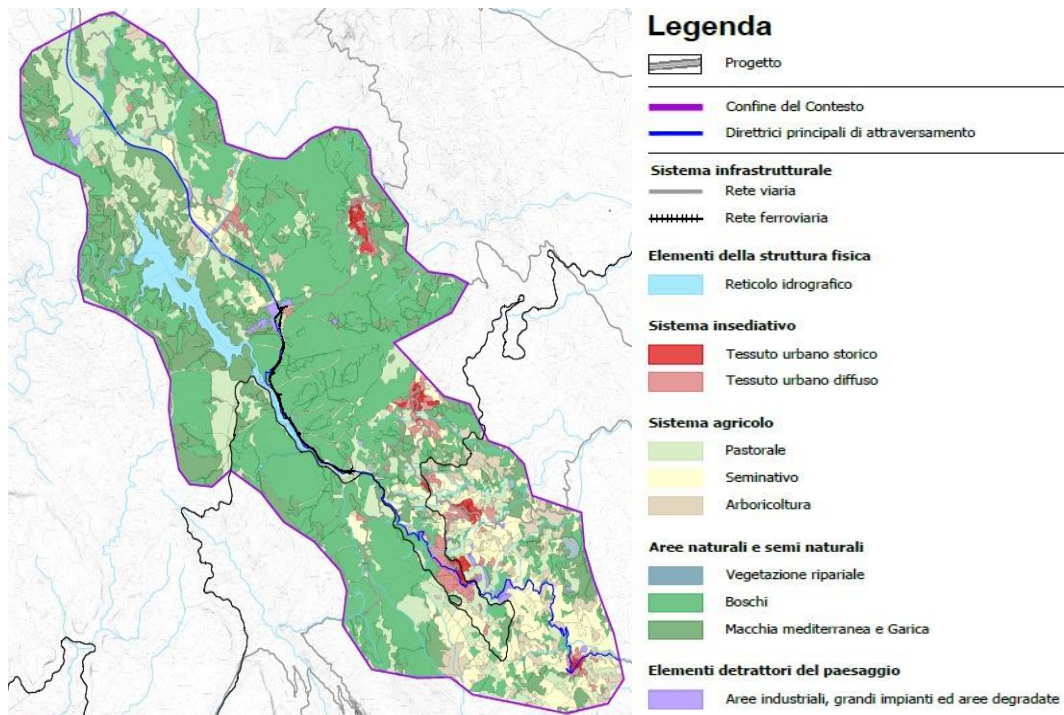 Legenda
Progetto
Confine del Contesto
Direttrici principali di attraversamento
Sistema infrastrutturale
Rete viaria
Rete ferroviaria
Elementi della struttura fisica
Reticolo idrografico
Sistema insediativo
Tessuto urbano storico
Tessuto urbano diffuso
Sistema agricolo
Pastorale
Seminativo
Arboricoltura
Aree naturali e semi naturali
Vegetazione ripariale
Boschi
Macchia mediterranea e Garica
Elementi detrattori del paesaggio
Aree industriali, grandi impianti ed aree degradate